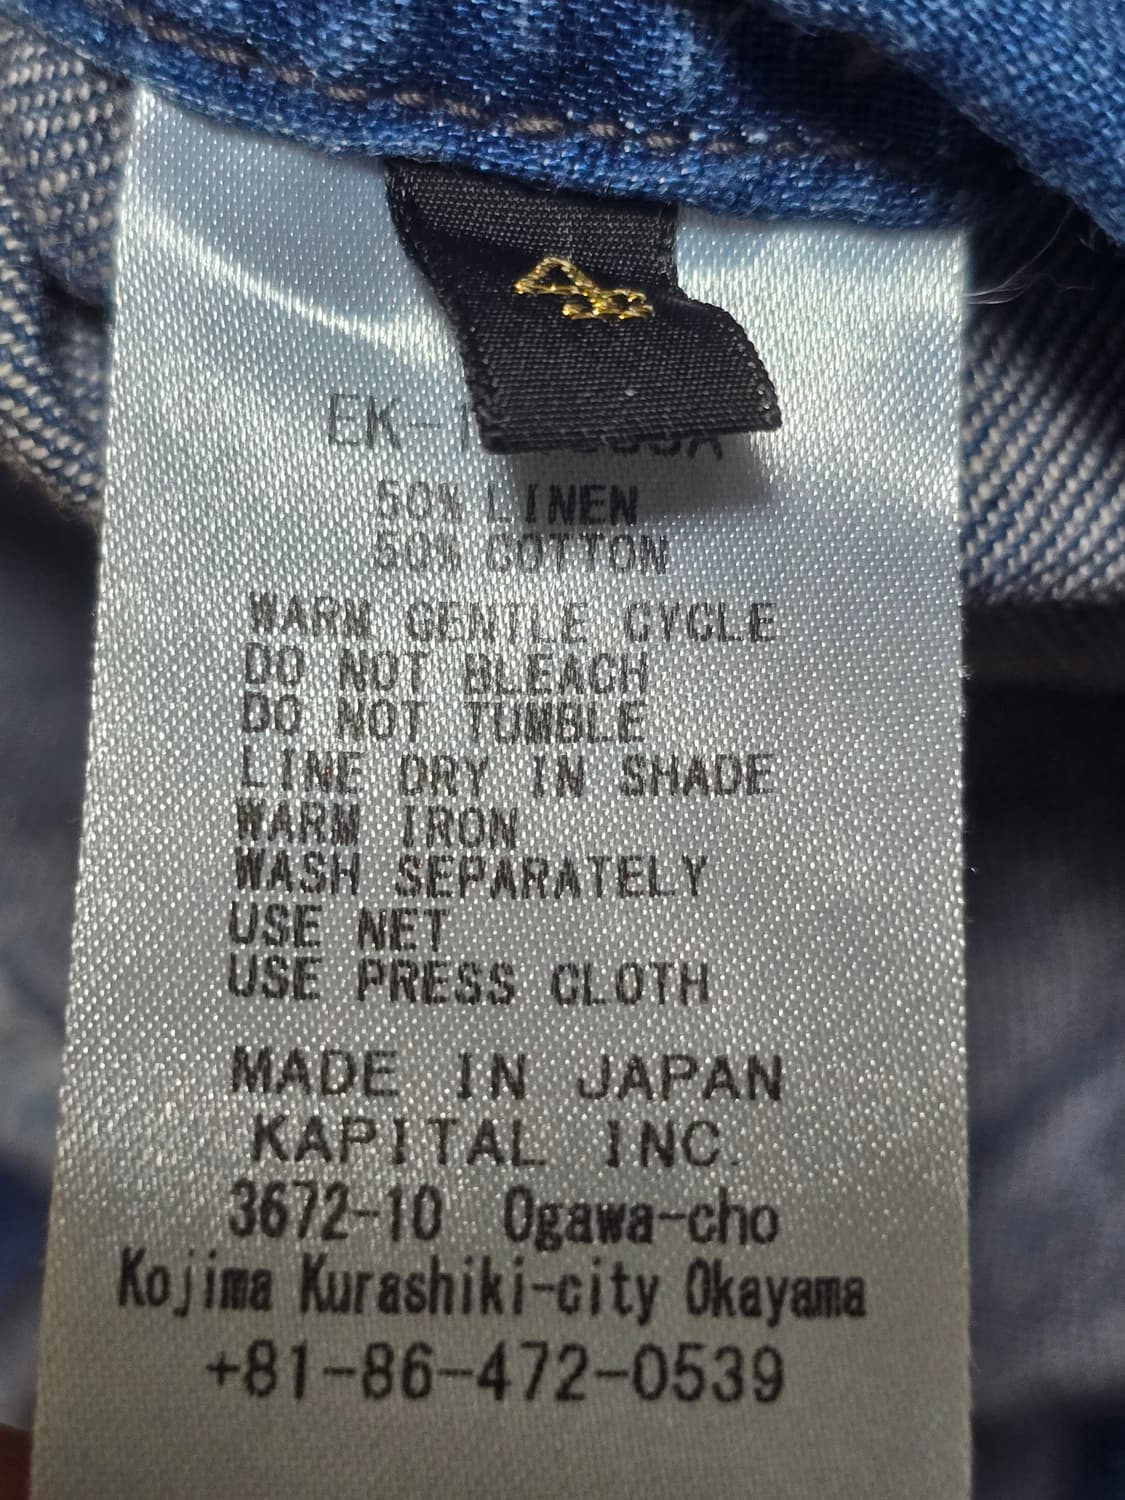 50% LINEN
50% COTTON
WARM GENTLE CYCLE
DO NOT BLEACH
DO NOT TUMBLE
LINE DRY IN SHADE
WARM IRON
WASH SEPARATELY
USE NET
USE PRESS CLOTH
MADE IN JAPAN
KAPITAL INC.
3672-10 Ogawa-cho
Kojima Kurashiki-city Okayama
+81-86-472-0539